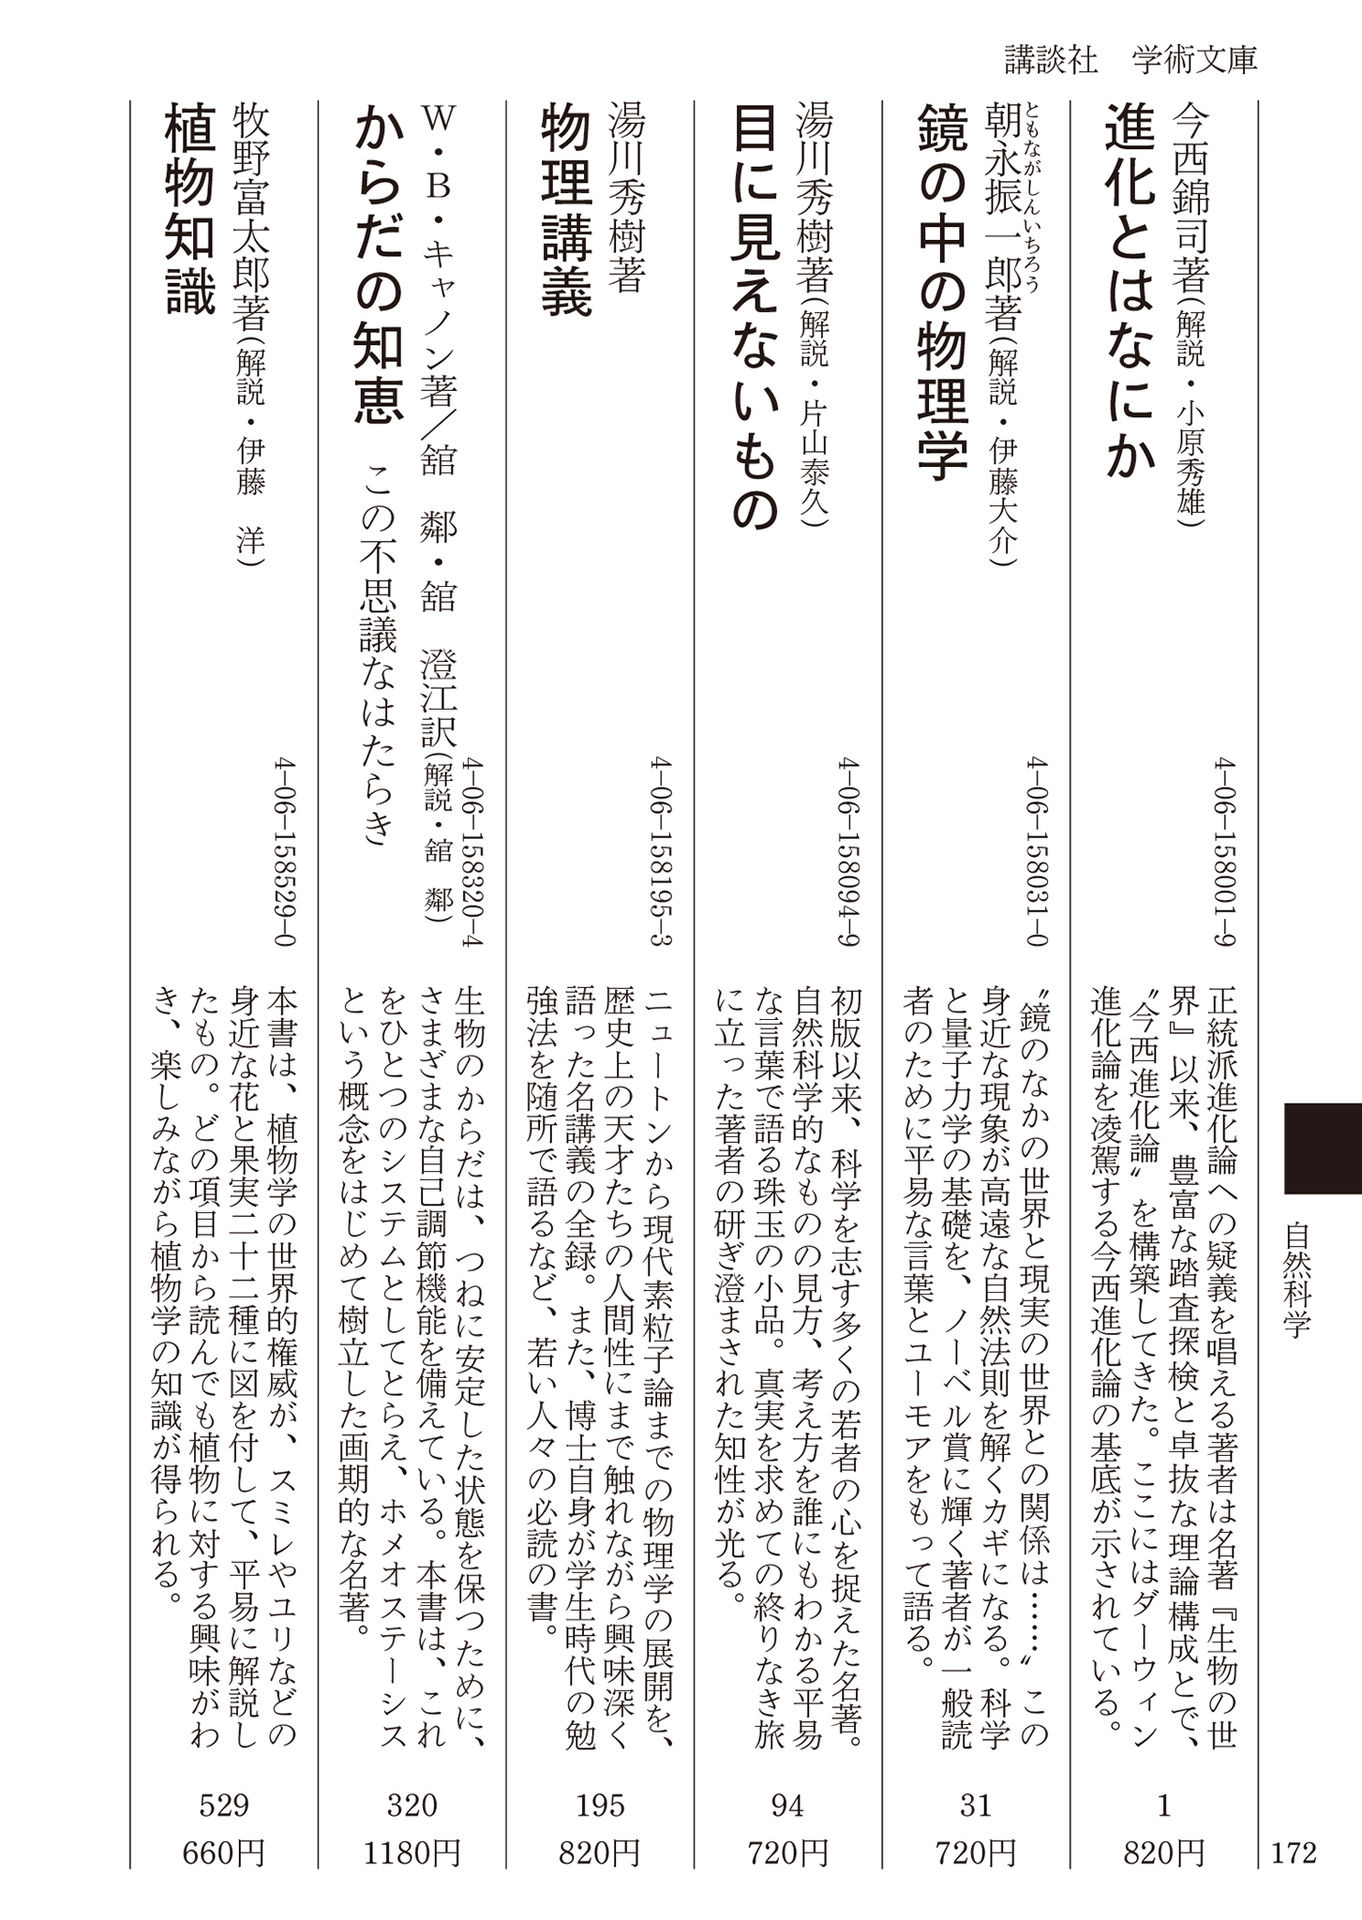 講談社　学術文庫
今西錦司著(解説・小原秀雄)
進化とはなにか
4-06-158001-9
正統派進化論への疑義を唱える著者は名著『生物の世
界』以来、豊富な踏査探検と卓抜な理論構成とで、
〝今西進化論〟を構築してきた。ここにはダーウィン
進化論を凌駕する今西進化論の基底が示されている。
1
820円
ともながしんいちろう
朝永振一郎著(解説・伊藤大介)
鏡の中の物理学
4-06-158031-0
〝鏡のなかの世界と現実の世界との関係は……〟この
身近な現象が高遠な自然法則を解くカギになる。科学
と量子力学の基礎を、ノーベル賞に輝く著者が一般読
者のために平易な言葉とユーモアをもって語る。
31
720円
湯川秀樹著(解説・片山泰久)
目に見えないもの
4-06-158094-9
初版以来、科学を志す多くの若者の心を捉えた名著。
自然科学的なものの見方、考え方を誰にもわかる平易
な言葉で語る珠玉の小品。真実を求めての終りなき旅
に立った著者の研ぎ澄まされた知性が光る。
94
720円
湯川秀樹著
物理講義
4-06-158195-3
ニュートンから現代素粒子論までの物理学の展開を、
歴史上の天才たちの人間性にまで触れながら興味深く
語った名講義の全録。また、博士自身が学生時代の勉
強法を随所で語るなど、若い人々の必読の書。
195
820円
W・B・キャノン著／舘　鄰・舘　澄江訳(解説・舘　鄰)
からだの知恵　この不思議なはたらき
4-06-158320-4
生物のからだは、つねに安定した状態を保つために、
さまざまな自己調節機能を備えている。本書は、これ
をひとつのシステムとしてとらえ、ホメオステーシス
という概念をはじめて樹立した画期的な名著。
320
1180円
牧野富太郎著(解説・伊藤　洋)
植物知識
4-06-158529-0
本書は、植物学の世界的権威が、スミレやユリなどの
身近な花と果実二十二種に図を付して、平易に解説し
たもの。どの項目から読んでも植物に対する興味がわ
き、楽しみながら植物学の知識が得られる。
529
660円
自然科学
172